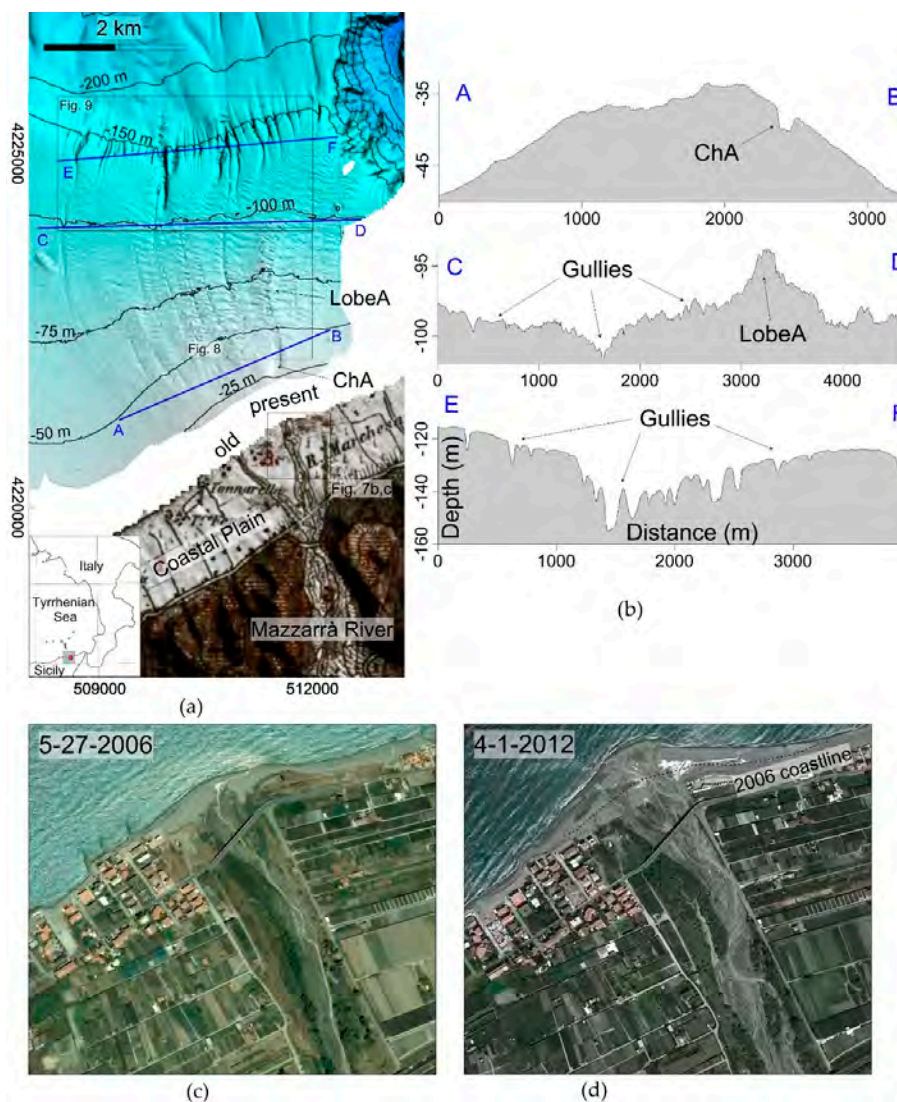 2 km
-200 m
Fig. 9
-150 m
F
E
-100 m
C
D
LobeA
-75 m
Fig. 8
B
ChA
-25 m
A
-50 m
old present
R. Marchesa
Tonnarella
Fig. 7b,c
Coastal Plain
Mazzarrà River
Italy
Tyrrhenian
Sea
Sicily
4225000
4220000
509000 512000
(a)
A B
-35
-45
ChA
0 1000 2000 3000
C D
-95
-100
Gullies
LobeA
0 1000 2000 3000 4000
E F
-120
-140
-160
Gullies
Depth (m)
Distance (m)
0 1000 2000 3000
(b)
5-27-2006
(c)
4-1-2012
2006 coastline
(d)